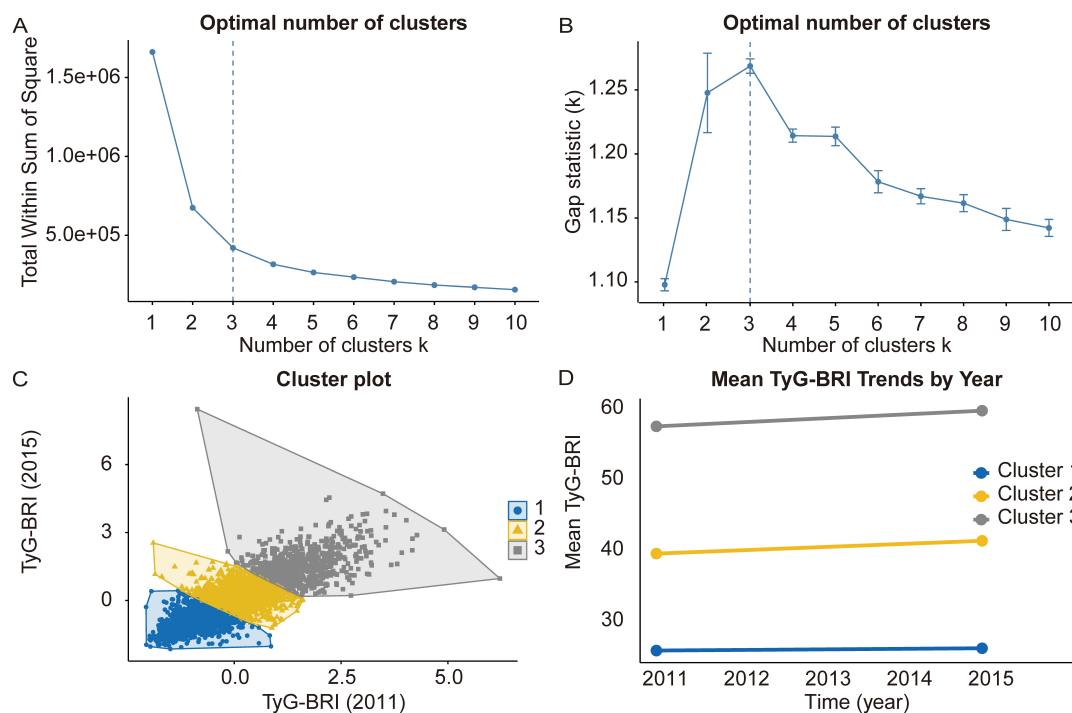 A
Optimal number of clusters
Total Within Sum of Square
1.5e+06
1.0e+06
5.0e+05
1 2 3 4 5 6 7 8 9 10
Number of clusters k
B
Optimal number of clusters
Gap statistic (k)
1.25
1.20
1.15
1.10
1 2 3 4 5 6 7 8 9 10
Number of clusters k
C
Cluster plot
TyG-BRI (2015)
6
3
0
0.0 2.5 5.0
TyG-BRI (2011)
1
2
3
D
Mean TyG-BRI Trends by Year
Mean TyG-BRI
60
50
40
30
2011 2012 2013 2014 2015
Time (year)
Cluster 1
Cluster 2
Cluster 3